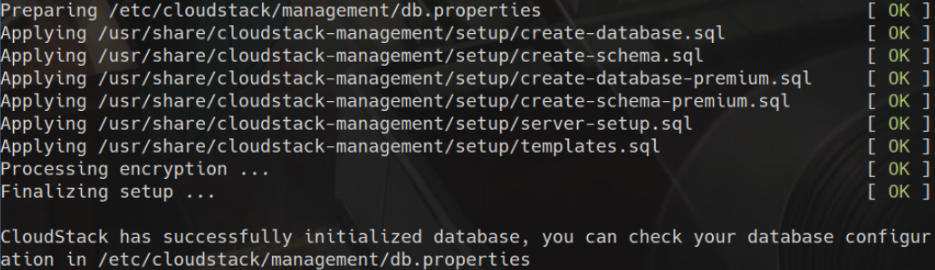 Preparing /etc/cloudstack/management/db.properties [ OK ]
Applying /usr/share/cloudstack-management/setup/create-database.sql [ OK ]
Applying /usr/share/cloudstack-management/setup/create-schema.sql [ OK ]
Applying /usr/share/cloudstack-management/setup/create-database-premium.sql [ OK ]
Applying /usr/share/cloudstack-management/setup/create-schema-premium.sql [ OK ]
Applying /usr/share/cloudstack-management/setup/server-setup.sql [ OK ]
Applying /usr/share/cloudstack-management/setup/templates.sql [ OK ]
Processing encryption ... [ OK ]
Finalizing setup ... [ OK ]
CloudStack has successfully initialized database, you can check your database configur
ation in /etc/cloudstack/management/db.properties